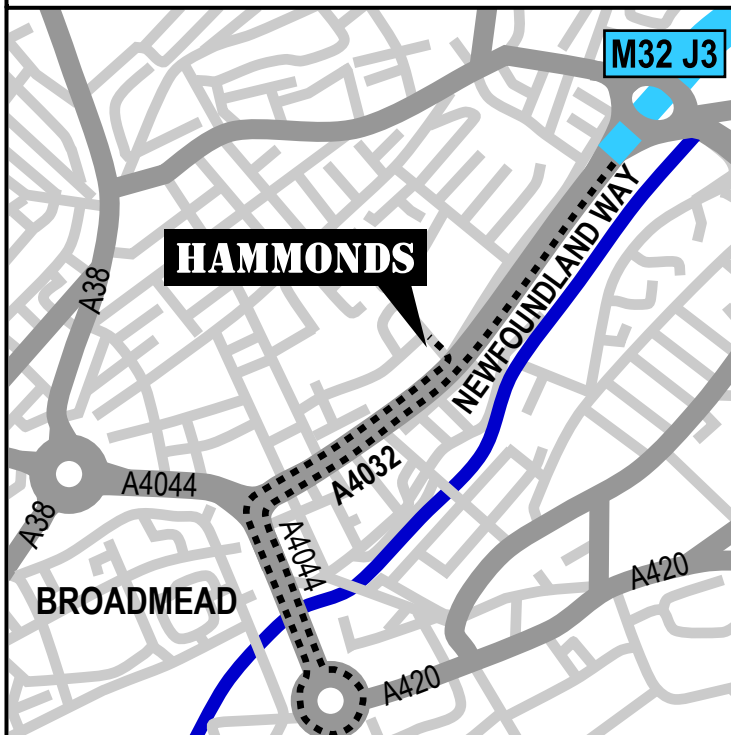 M32 J3
NEWFOUNDLAND WAY
HAMMONDS
A38
A4032
A4044
A38
A4044
BROADMEAD
A420
A420